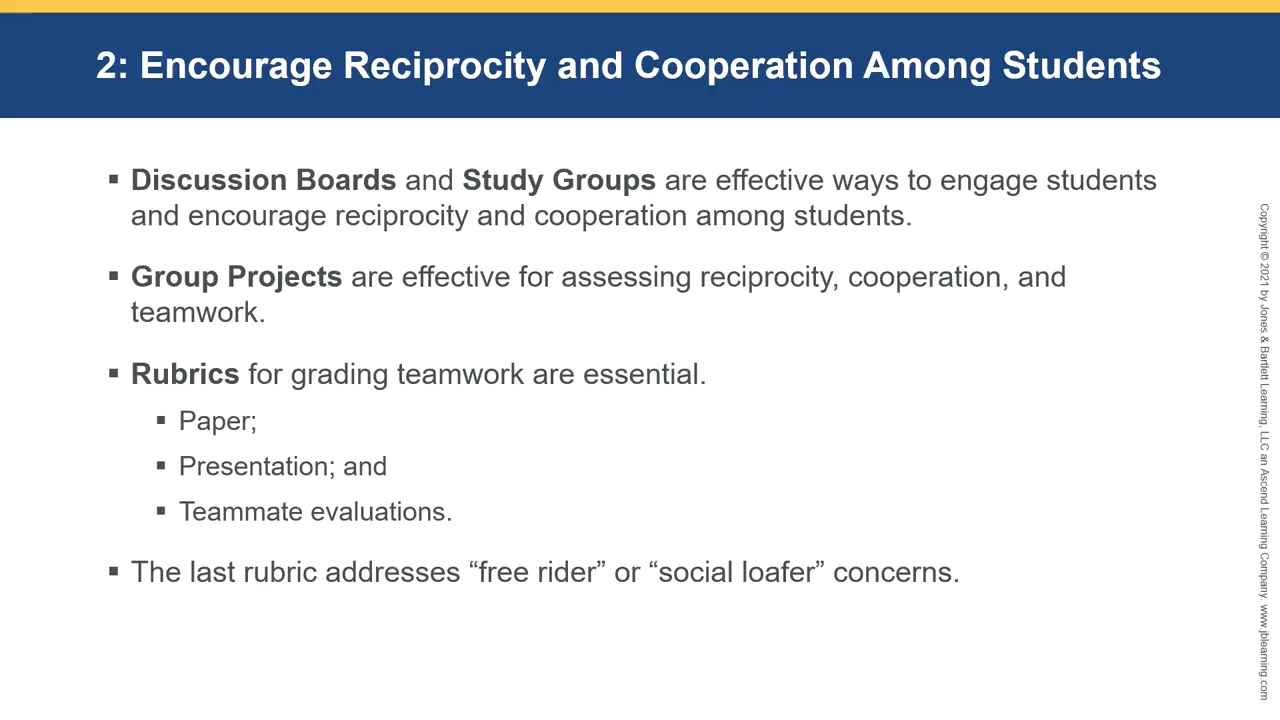 2: Encourage Reciprocity and Cooperation Among Students
▪ Discussion Boards and Study Groups are effective ways to engage students
and encourage reciprocity and cooperation among students.
▪ Group Projects are effective for assessing reciprocity, cooperation, and
teamwork.
▪ Rubrics for grading teamwork are essential.
▪ Paper;
▪ Presentation; and
▪ Teammate evaluations.
▪ The last rubric addresses “free rider” or “social loafer” concerns.
Copyright © 2021 by Jones & Bartlett Learning, LLC an Ascend Learning Company. www.jblearning.com